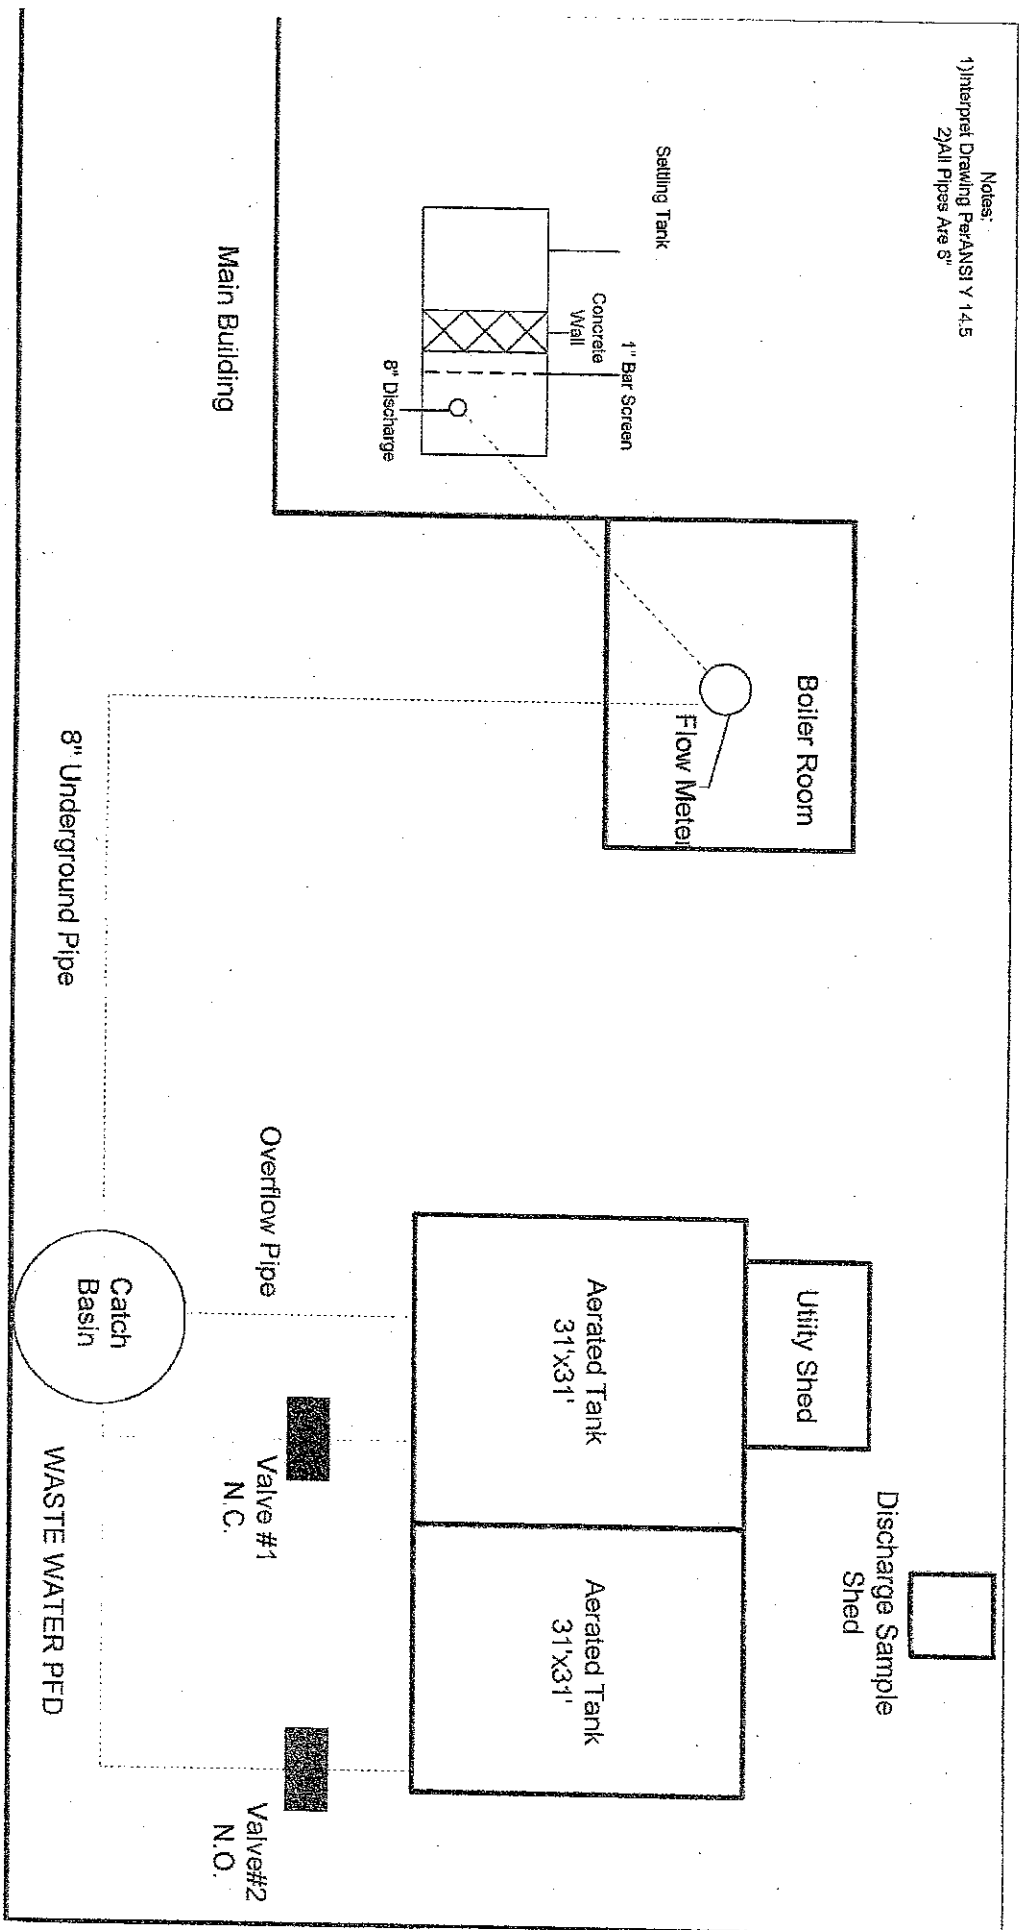 Notes:
1)Interpret Drawing PerANSI Y 14.5
2)All Pipes Are 8"
Settling Tank
Concrete
Wall
1" Bar Screen
8" Discharge
Main Building
Boiler Room
Flow Meter
8" Underground Pipe
Overflow Pipe
Catch
Basin
Utility Shed
Aerated Tank
31'x31'
Aerated Tank
31'x31'
Discharge Sample
Shed
Valve #1
N.C.
Valve#2
N.O.
WASTE WATER PFD